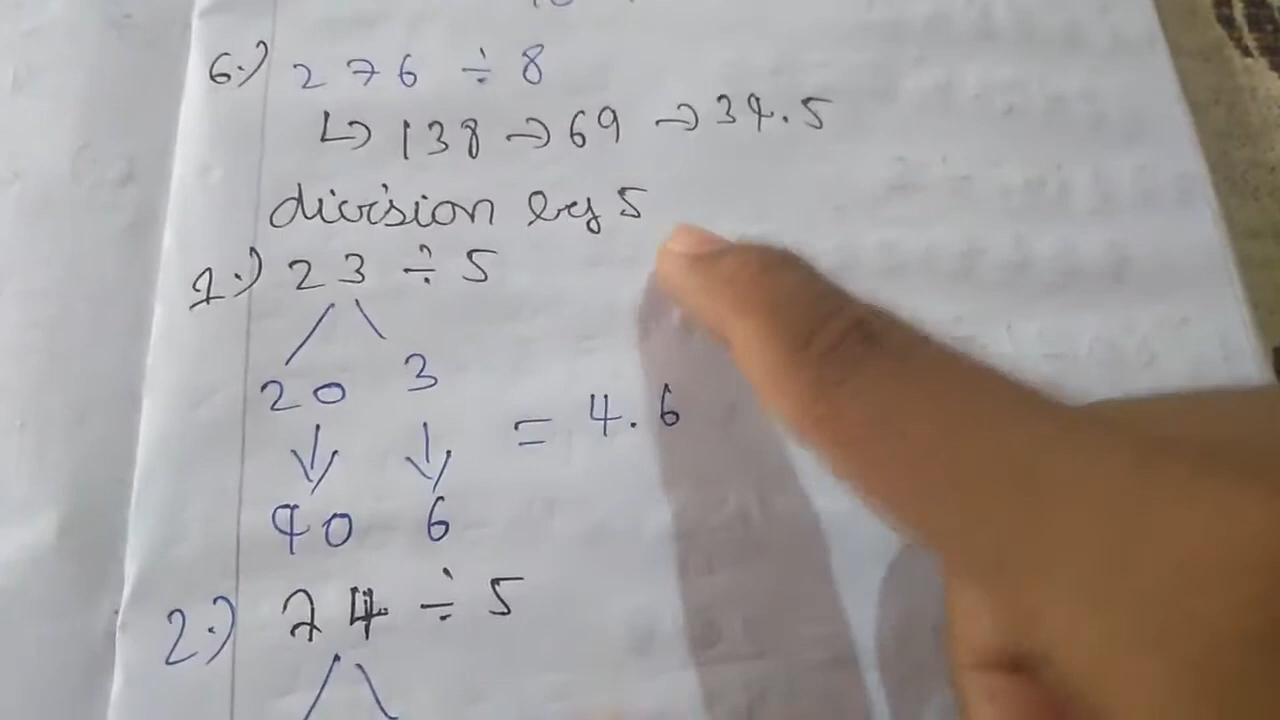 6.) 276 ÷ 8
↳ 138 → 69 → 34.5
division by 5
1.) 23 ÷ 5
20 3
= 4.6
40 6
2.) 74 ÷ 5